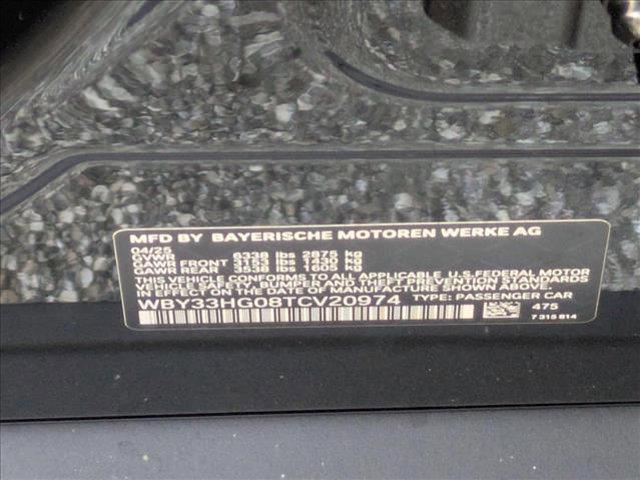 MFD BY BAYERISCHE MOTOREN WERKE AG
04/25
GVWR 6338 lbs 2875 kg
GAWR FRONT 3153 lbs 1430 kg
GAWR REAR 3538 lbs 1605 kg
THIS VEHICLE CONFORMS TO ALL APPLICABLE U.S.FEDERAL MOTOR
VEHICLE SAFETY, BUMPER AND THEFT PREVENTION STANDARDS
IN EFFECT ON THE DATE OF MANUFACTURE SHOWN ABOVE.
WBY33HG08TCV20974 TYPE: PASSENGER CAR
475
7 315 814